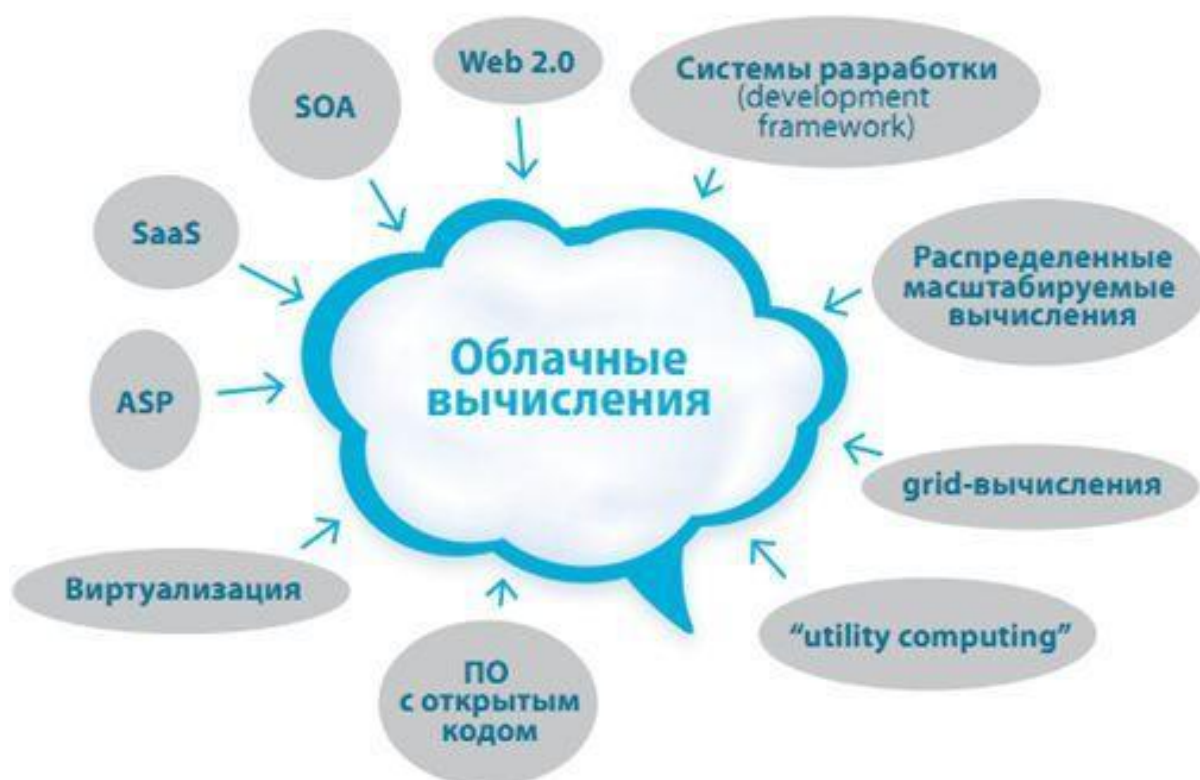 Web 2.0
Системы разработки
(development
framework)
SOA
SaaS
Распределенные
масштабируемые
вычисления
Облачные
вычисления
ASP
grid-вычисления
Виртуализация
“utility computing”
ПО
с открытым
кодом